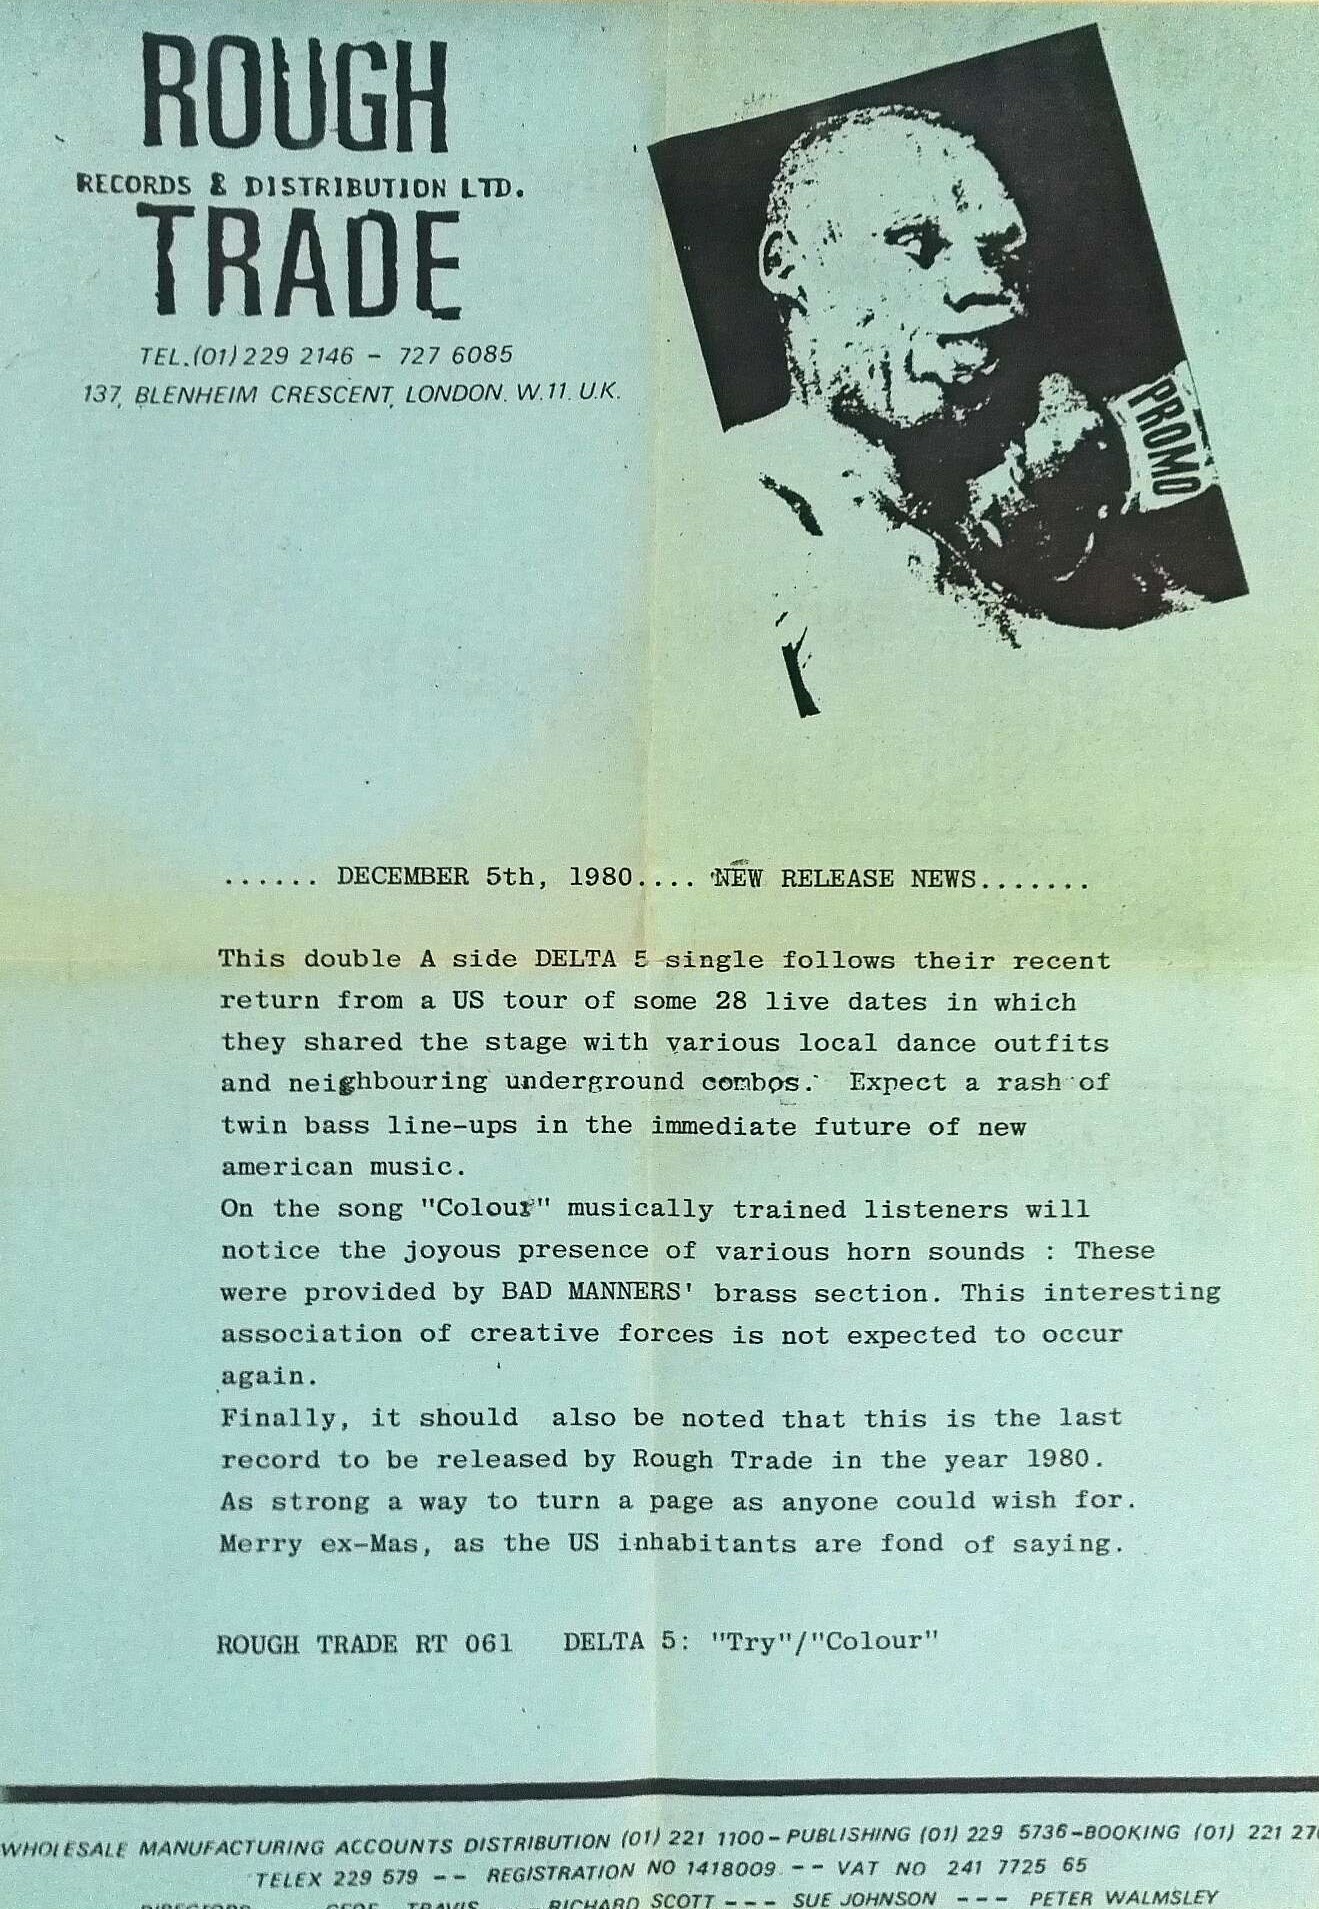 ROUGH
RECORDS & DISTRIBUTION LTD.
TRADE
TEL.(01) 229 2146 - 727 6085
137, BLENHEIM CRESCENT, LONDON. W.11. U.K.
PROMO
...... DECEMBER 5th, 1980.... NEW RELEASE NEWS.......
This double A side DELTA 5 single follows their recent
return from a US tour of some 28 live dates in which
they shared the stage with various local dance outfits
and neighbouring underground combos. Expect a rash of
twin bass line-ups in the immediate future of new
american music.
On the song "Colour" musically trained listeners will
notice the joyous presence of various horn sounds : These
were provided by BAD MANNERS' brass section. This interesting
association of creative forces is not expected to occur
again.
Finally, it should also be noted that this is the last
record to be released by Rough Trade in the year 1980.
As strong a way to turn a page as anyone could wish for.
Merry ex-Mas, as the US inhabitants are fond of saying.
ROUGH TRADE RT 061 DELTA 5: "Try"/"Colour"
WHOLESALE MANUFACTURING ACCOUNTS DISTRIBUTION (01) 221 1100 - PUBLISHING (01) 229 5736 - BOOKING (01) 221
TELEX 229 579 -- REGISTRATION NO 1418009. -- VAT NO 241 7725 65
TRAVIS RICHARD SCOTT --- SUE JOHNSON --- PETER WALMSLEY